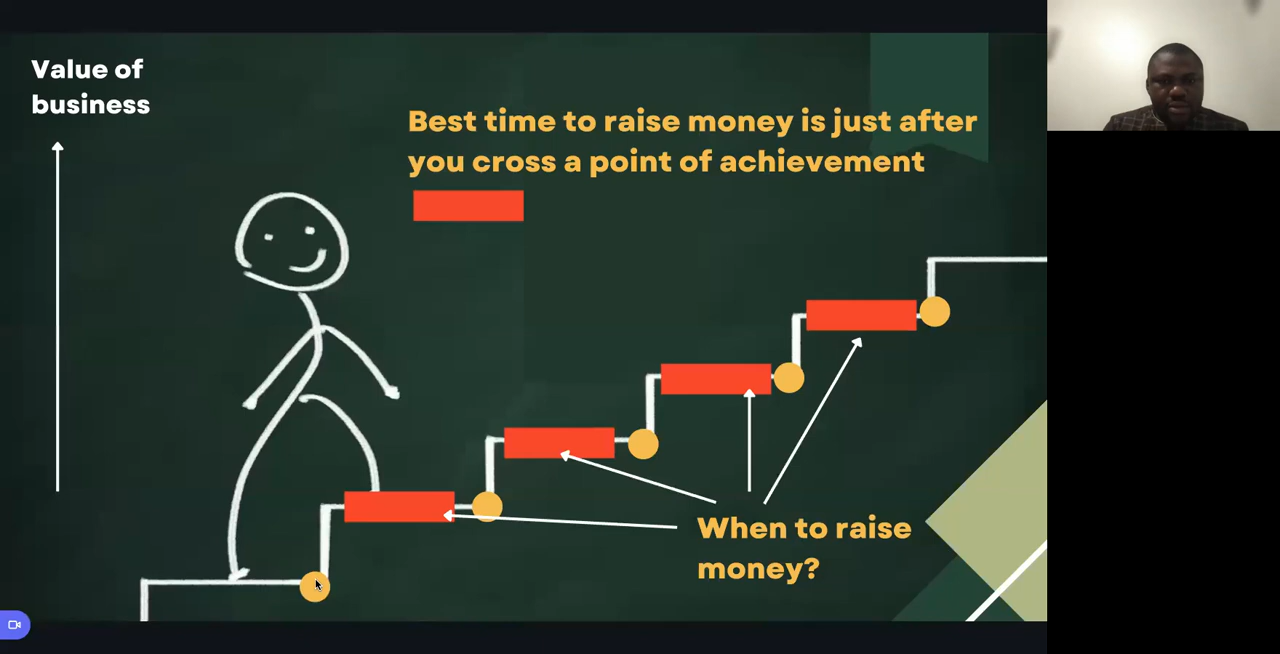 Value of
business
Best time to raise money is just after
you cross a point of achievement
When to raise
money?